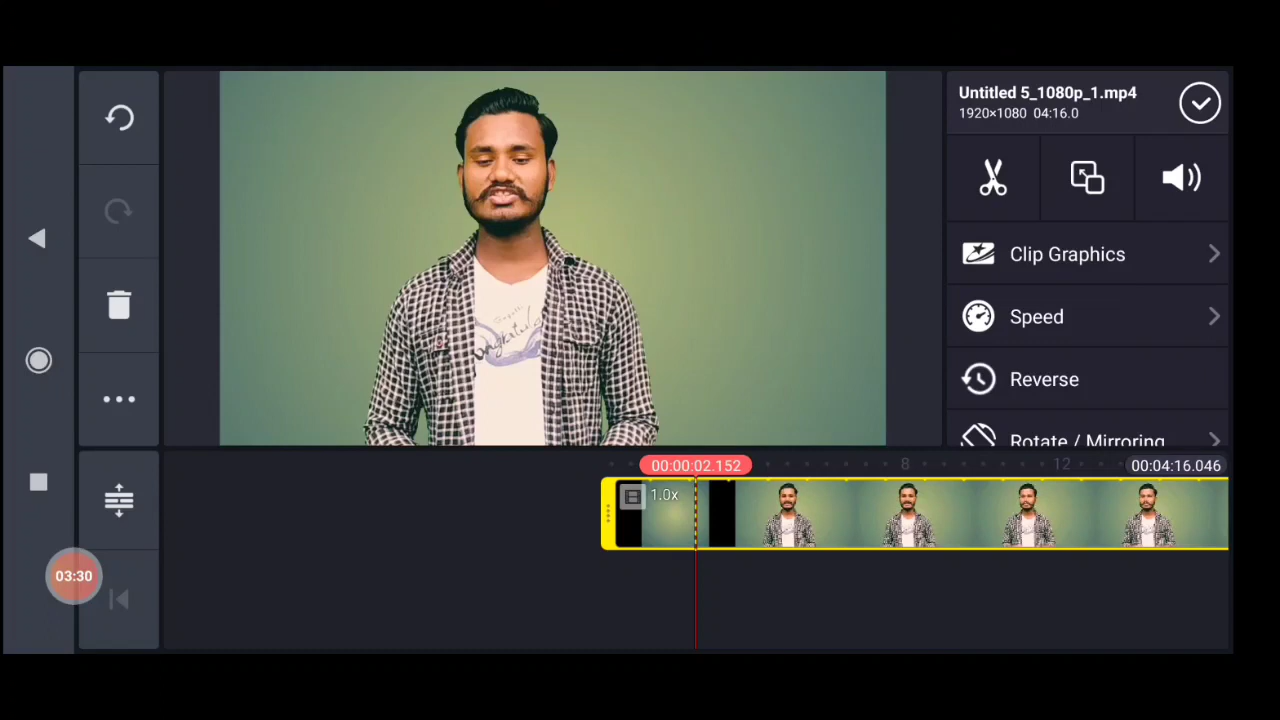 Untitled 5_1080p_1.mp4
1920×1080 04:16.0
Clip Graphics
Speed
Reverse
Rotate / Mirroring
00:00:02.152
8
12
00:04:16.046
1.0x
03:30